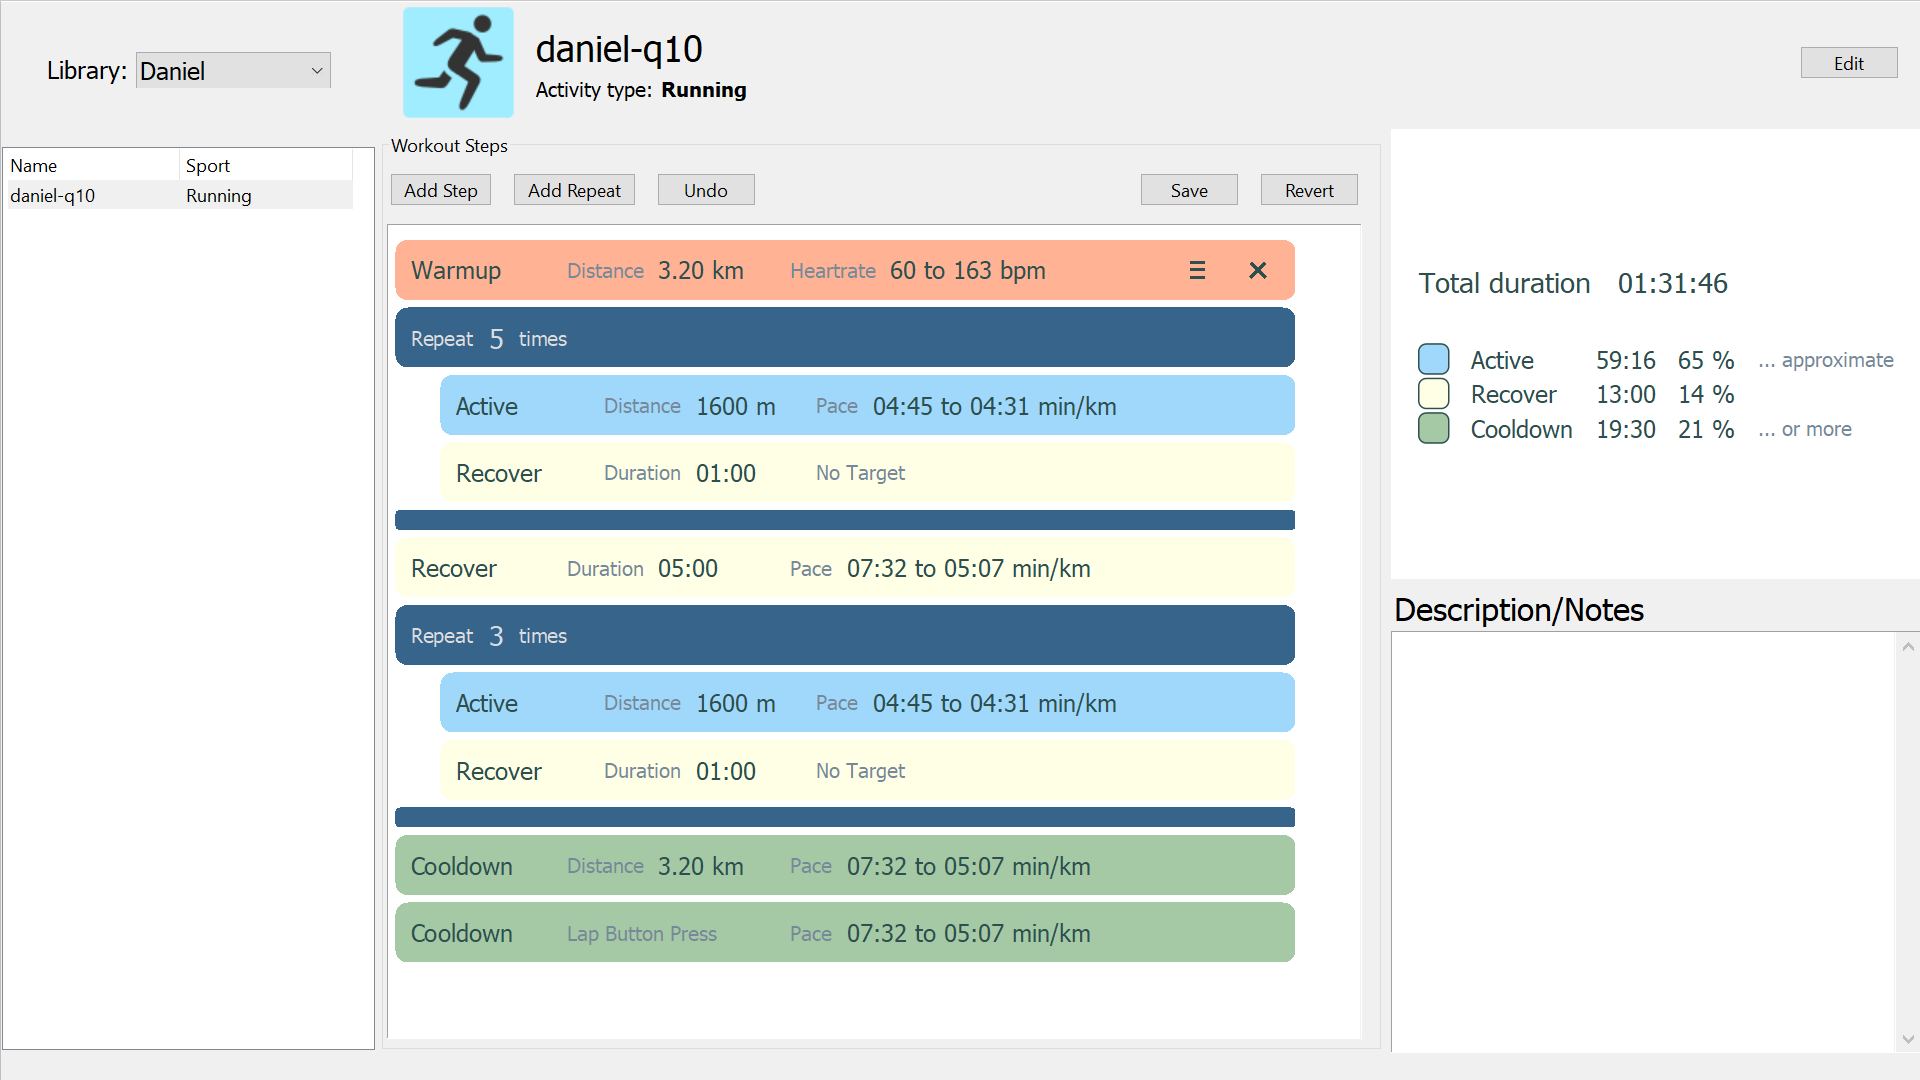 Library: Daniel
daniel-q10
Activity type: Running
Edit
Name Sport
daniel-q10 Running
Workout Steps
Add Step Add Repeat Undo Save Revert
Warmup Distance 3.20 km Heartrate 60 to 163 bpm
Repeat 5 times
Active Distance 1600 m Pace 04:45 to 04:31 min/km
Recover Duration 01:00 No Target
Recover Duration 05:00 Pace 07:32 to 05:07 min/km
Repeat 3 times
Active Distance 1600 m Pace 04:45 to 04:31 min/km
Recover Duration 01:00 No Target
Cooldown Distance 3.20 km Pace 07:32 to 05:07 min/km
Cooldown Lap Button Press Pace 07:32 to 05:07 min/km
Total duration 01:31:46
Active 59:16 65 % ... approximate
Recover 13:00 14 %
Cooldown 19:30 21 % ... or more
Description/Notes